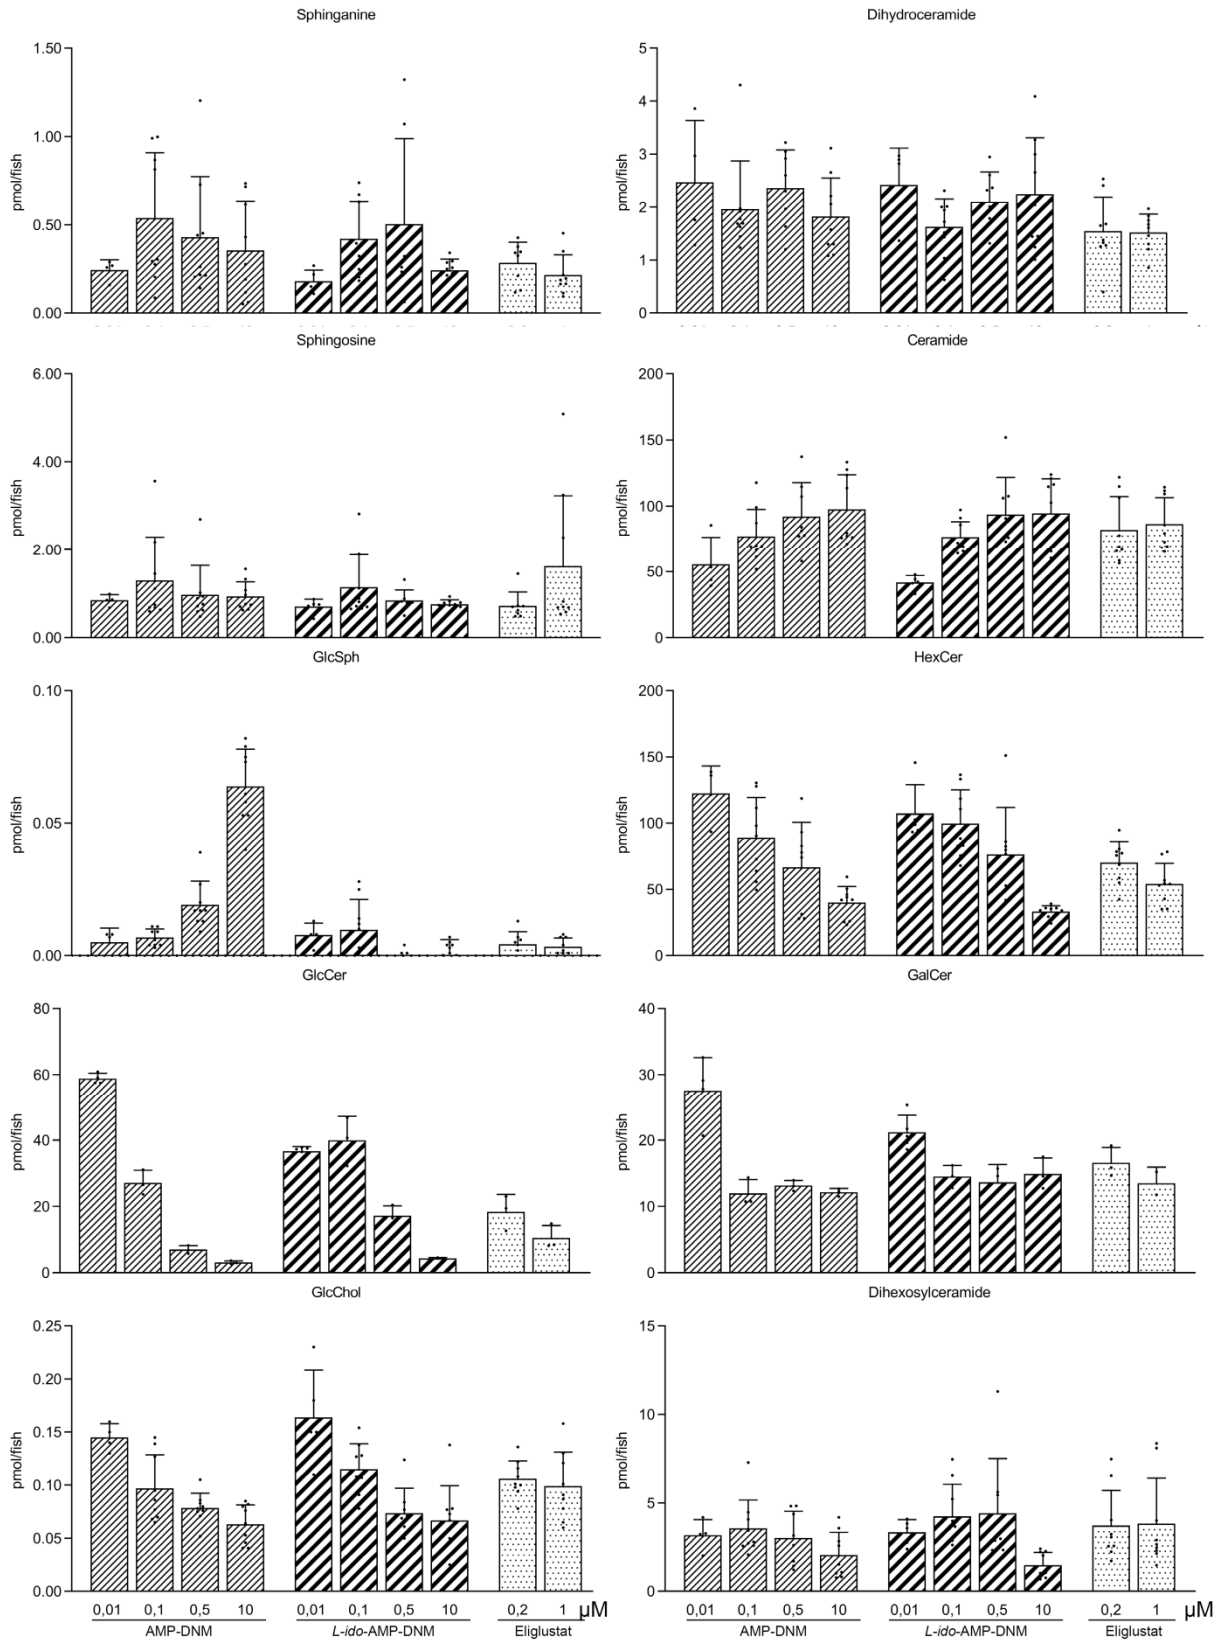 Sphinganine
Dihydroceramide
1.50
1.00
0.50
0.00
pmol/fish
5
4
3
2
1
0
pmol/fish
Sphingosine
Ceramide
6.00
4.00
2.00
0.00
pmol/fish
200
150
100
50
0
pmol/fish
GlcSph
HexCer
0.10
0.05
0.00
pmol/fish
200
150
100
50
0
pmol/fish
GlcCer
GalCer
80
60
40
20
0
pmol/fish
40
30
20
10
0
pmol/fish
GlcChol
Dihexosylceramide
0.25
0.20
0.15
0.10
0.05
0.00
pmol/fish
15
10
5
0
pmol/fish
0,01 0,1 0,5 10 0,01 0,1 0,5 10 0,2 1 µM
AMP-DNM L-ido-AMP-DNM Eliglustat
0,01 0,1 0,5 10 0,01 0,1 0,5 10 0,2 1 µM
AMP-DNM L-ido-AMP-DNM Eliglustat